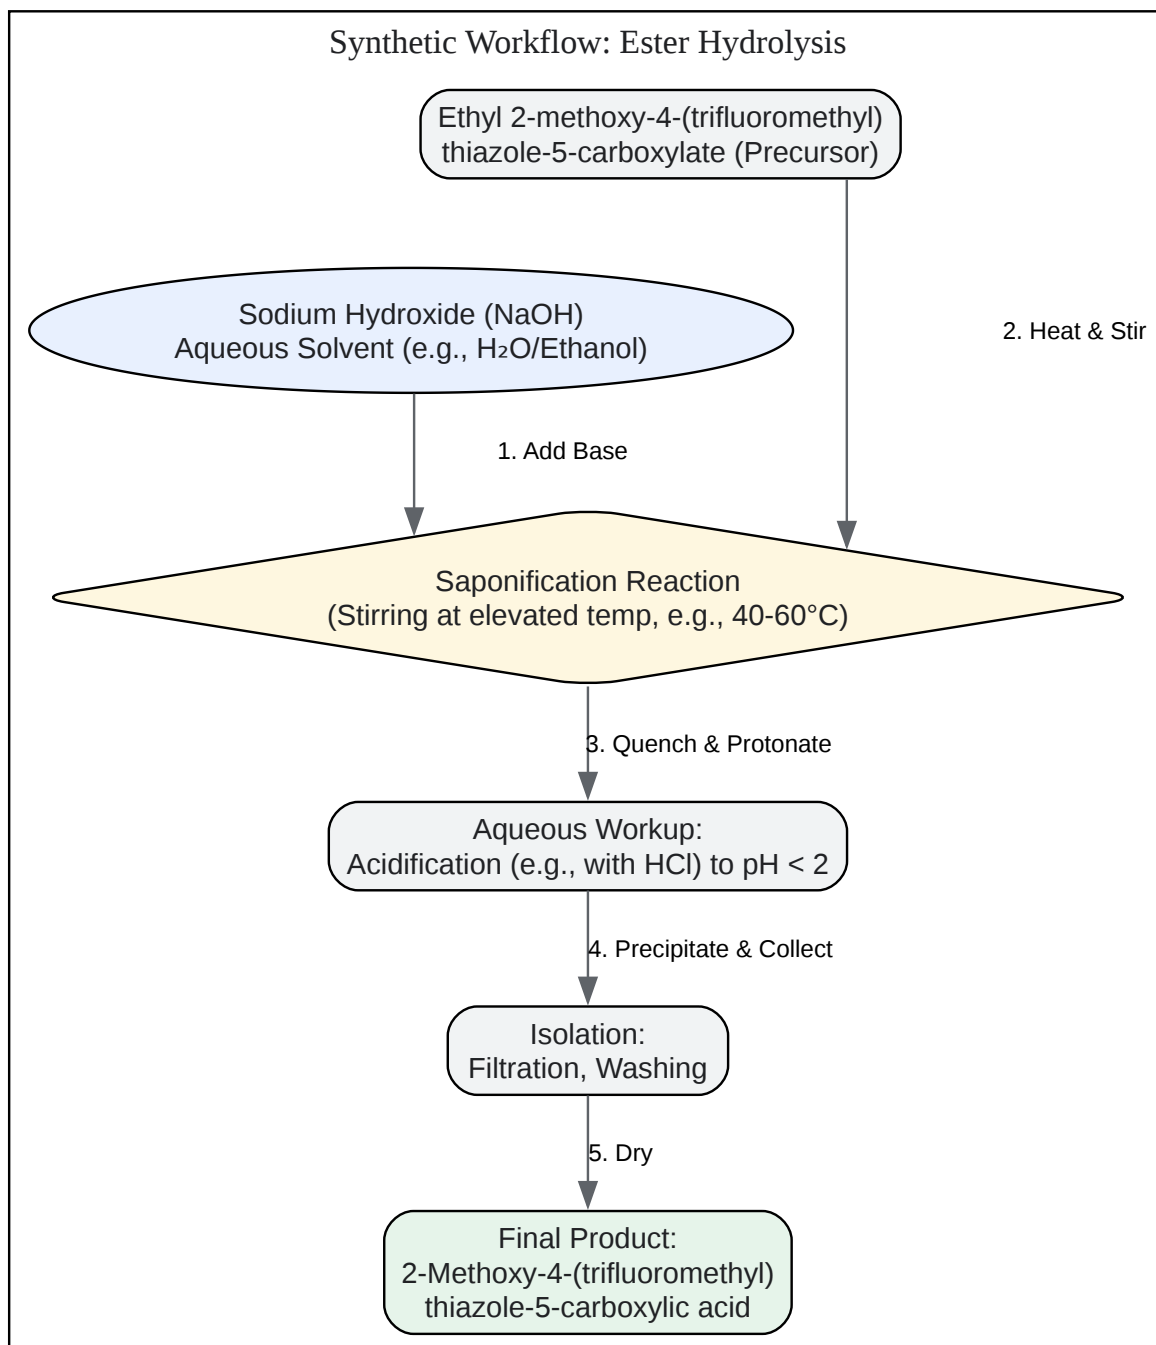 Synthetic Workflow: Ester Hydrolysis
Ethyl 2-methoxy-4-(trifluoromethyl)
thiazole-5-carboxylate (Precursor)
Sodium Hydroxide (NaOH)
Aqueous Solvent (e.g., H₂O/Ethanol)
2. Heat & Stir
1. Add Base
Saponification Reaction
(Stirring at elevated temp, e.g., 40-60°C)
3. Quench & Protonate
Aqueous Workup:
Acidification (e.g., with HCl) to pH < 2
4. Precipitate & Collect
Isolation:
Filtration, Washing
5. Dry
Final Product:
2-Methoxy-4-(trifluoromethyl)
thiazole-5-carboxylic acid